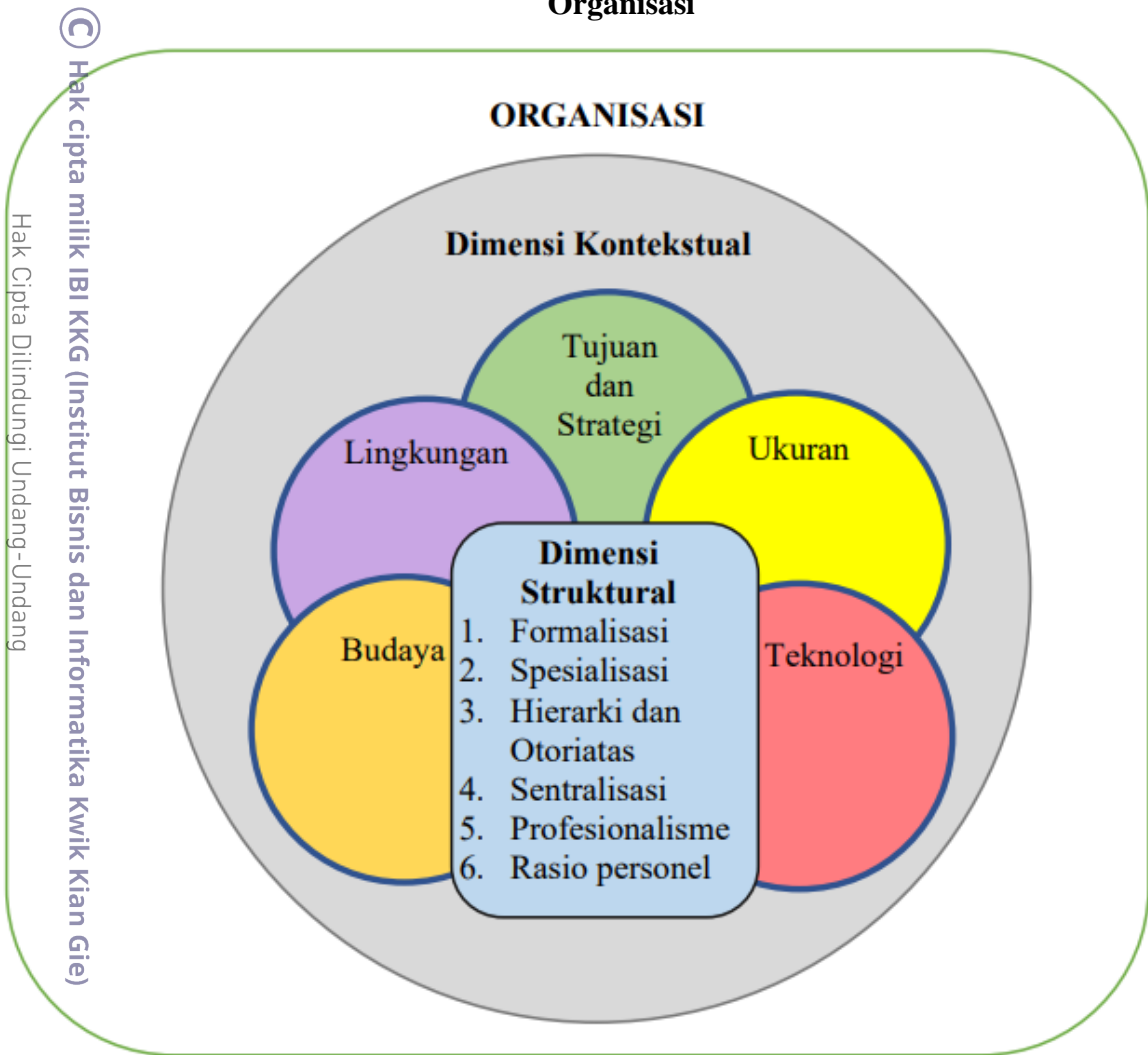 Organisasi
© Hak cipta milik IBI KKG (Institut Bisnis dan Informatika Kwik Kian Gie)
Hak Cipta Dilindungi Undang-Undang
ORGANISASI
Dimensi Kontekstual
Tujuan
dan
Strategi
Lingkungan
Ukuran
Budaya
Teknologi
Dimensi
Struktural
1. Formalisasi
2. Spesialisasi
3. Hierarki dan
Otoriatas
4. Sentralisasi
5. Profesionalisme
6. Rasio personel